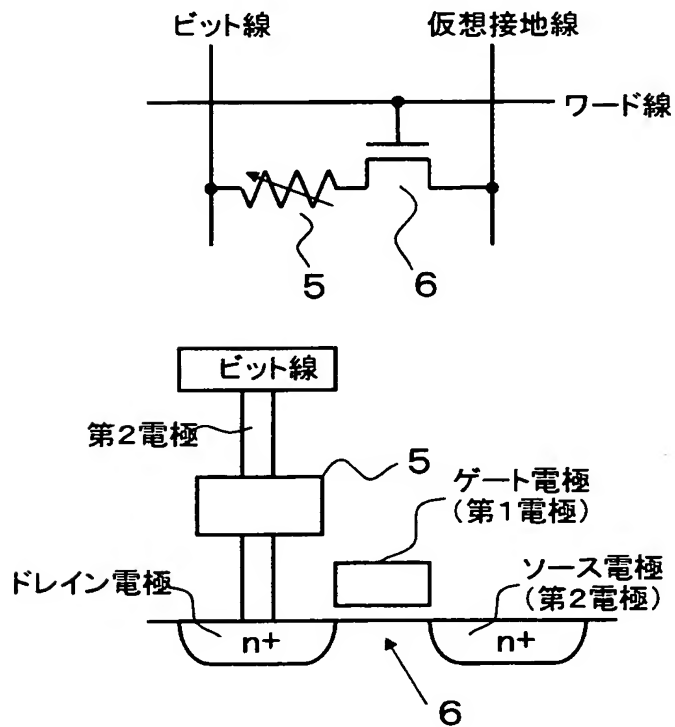 ビット線
仮想接地線
ワード線
5
6
ビット線
第2電極
5
ゲート電極
(第1電極)
ドレイン電極
ソース電極
(第2電極)
n+
n+
6